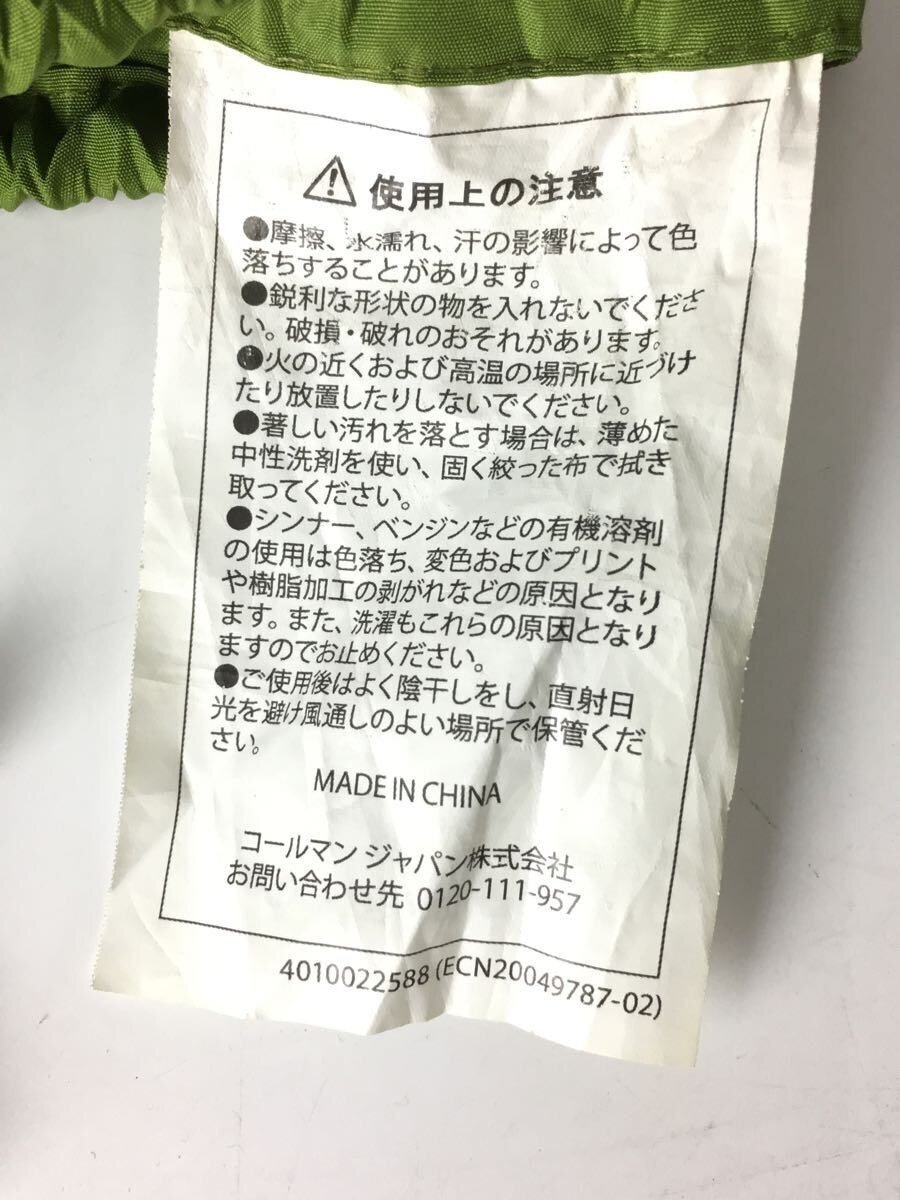 使用上の注意
●摩擦、水濡れ、汗の影響によって色
落ちすることがあります。
●鋭利な形状の物を入れないでくださ
い。破損・破れのおそれがあります。
●火の近くおよび高温の場所に近づけ
たり放置したりしないでください。
●著しい汚れを落とす場合は、薄めた
中性洗剤を使い、固く絞った布で拭き
取ってください。
●シンナー、ベンジンなどの有機溶剤
の使用は色落ち、変色およびプリント
や樹脂加工の剥がれなどの原因となり
ます。また、洗濯もこれらの原因となり
ますのでお止めください。
●ご使用後はよく陰干しをし、直射日
光を避け風通しのよい場所で保管くだ
さい。
MADE IN CHINA
コールマン ジャパン株式会社
お問い合わせ先 0120-111-957
4010022588 (ECN20049787-02)